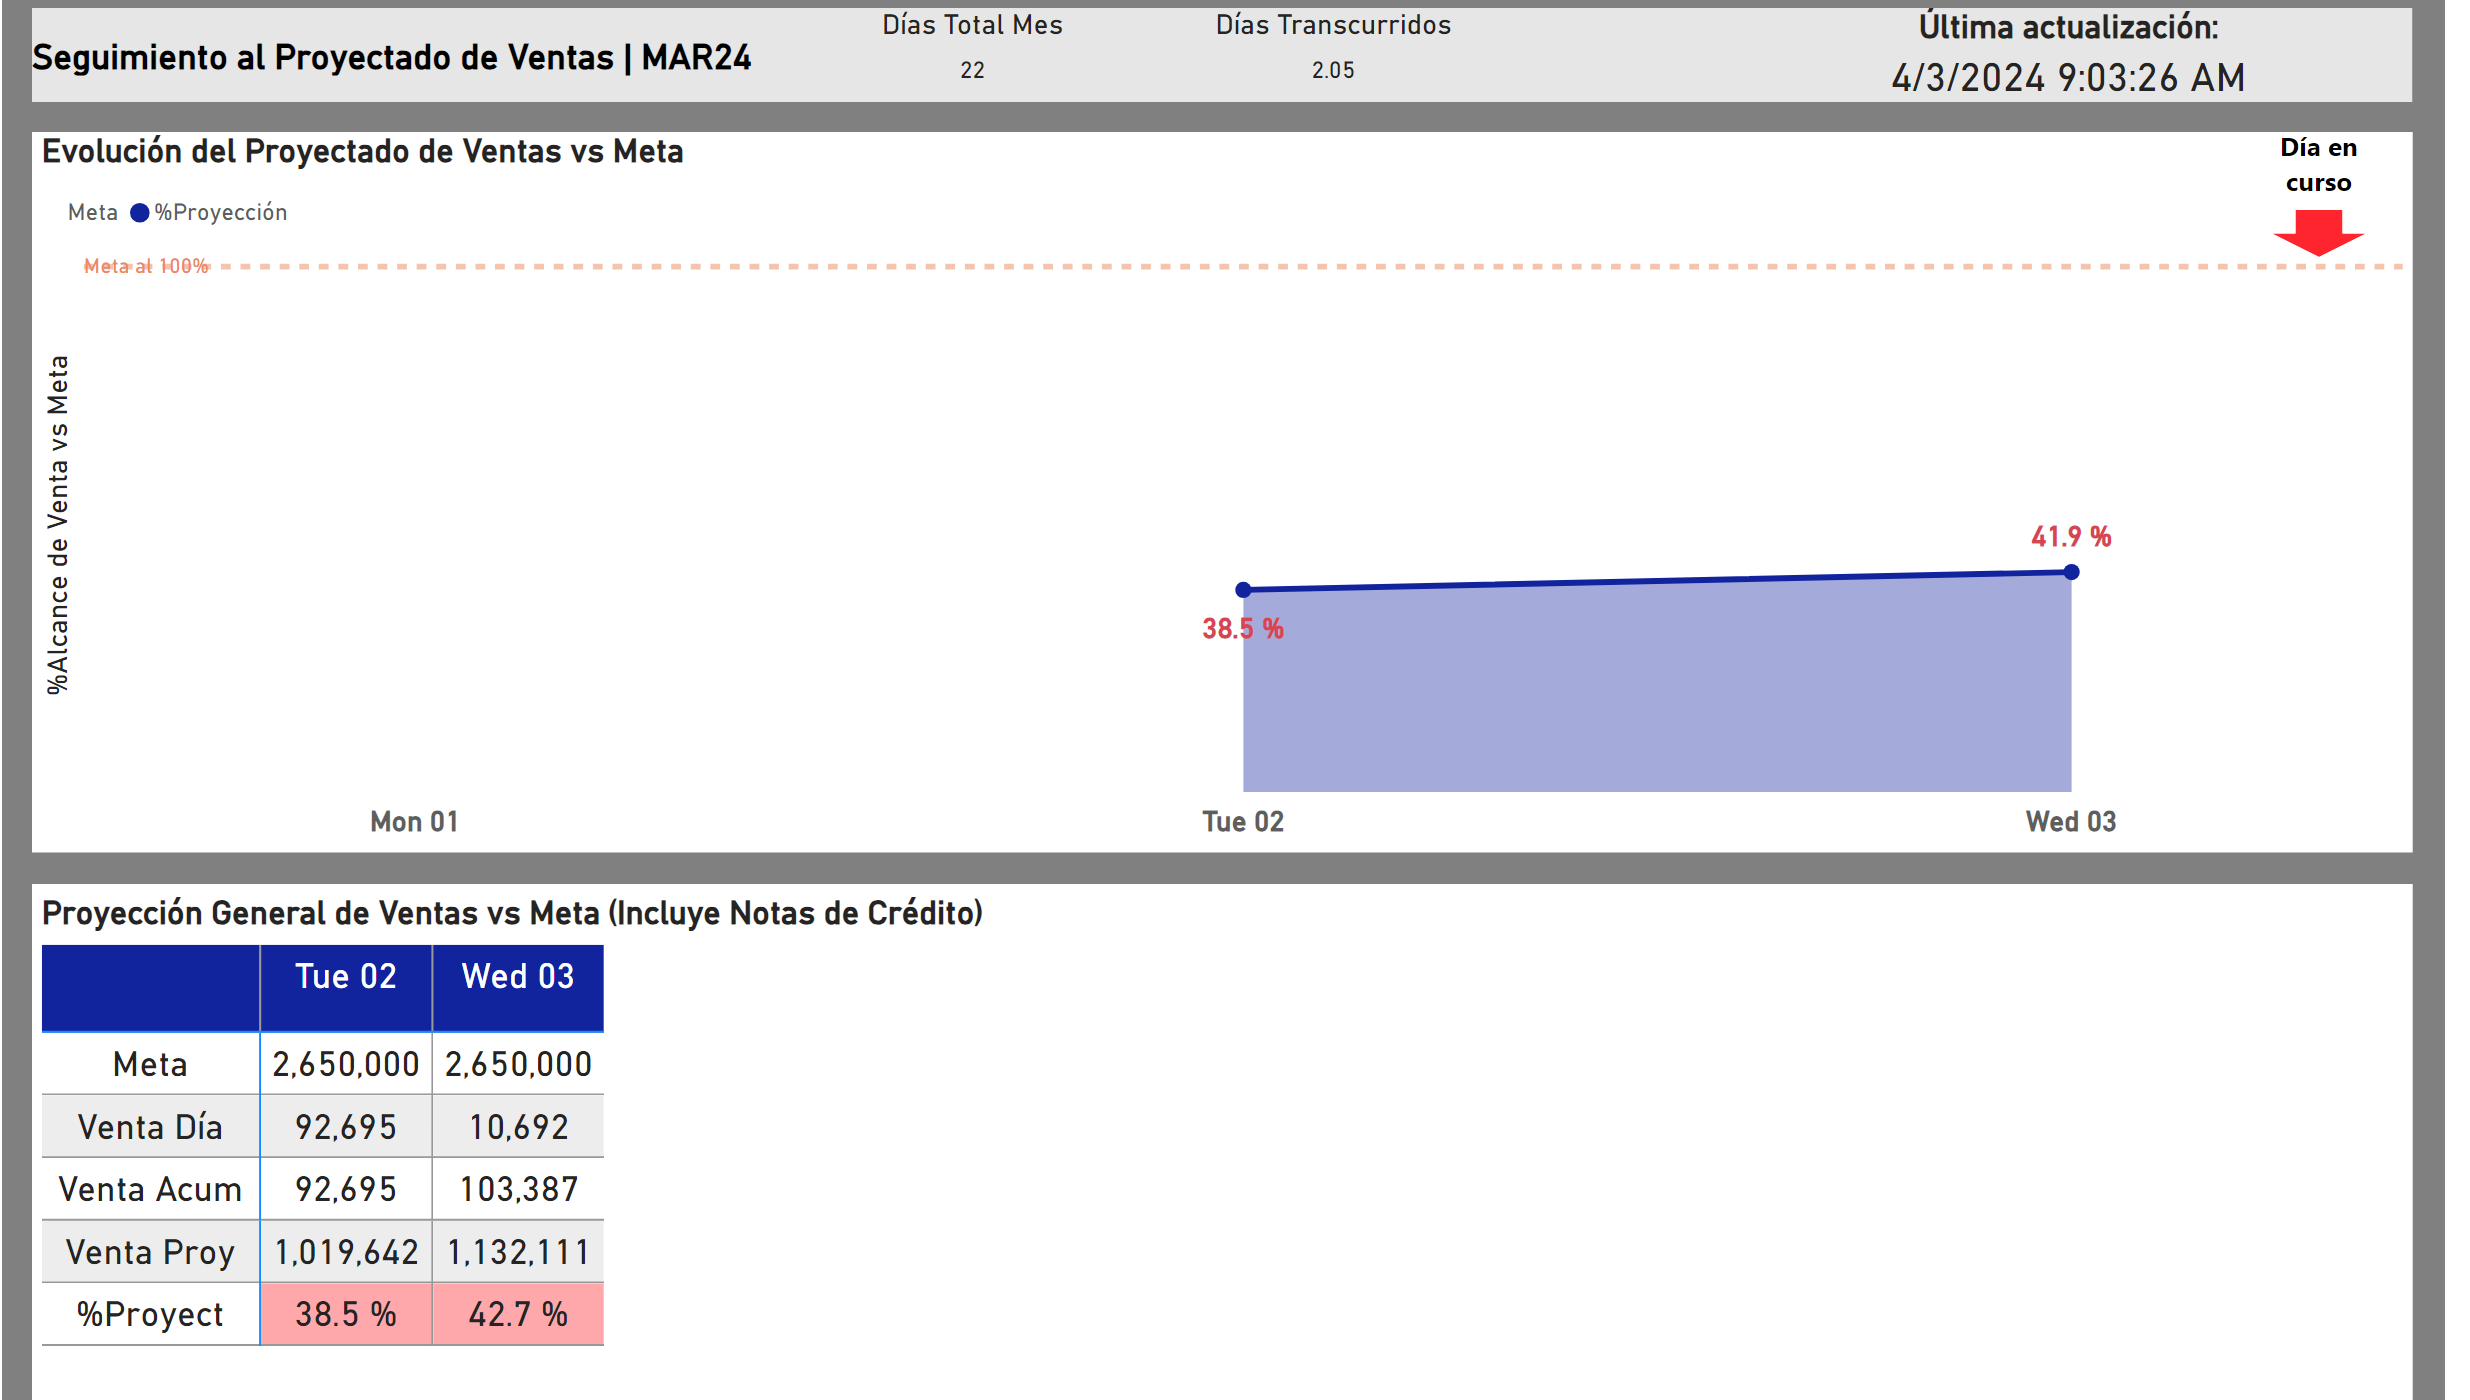 Seguimiento al Proyectado de Ventas | MAR24
Días Total Mes
22
Días Transcurridos
2.05
Última actualización:
4/3/2024 9:03:26 AM
Evolución del Proyectado de Ventas vs Meta
Día en
curso
Meta %Proyección
Meta al 100%
%Alcance de Venta vs Meta
41.9 %
38.5 %
Mon 01 Tue 02 Wed 03
Proyección General de Ventas vs Meta (Incluye Notas de Crédito)
Tue 02 Wed 03
Meta 2,650,000 2,650,000
Venta Día 92,695 10,692
Venta Acum 92,695 103,387
Venta Proy 1,019,642 1,132,111
%Proyect 38.5 % 42.7 %